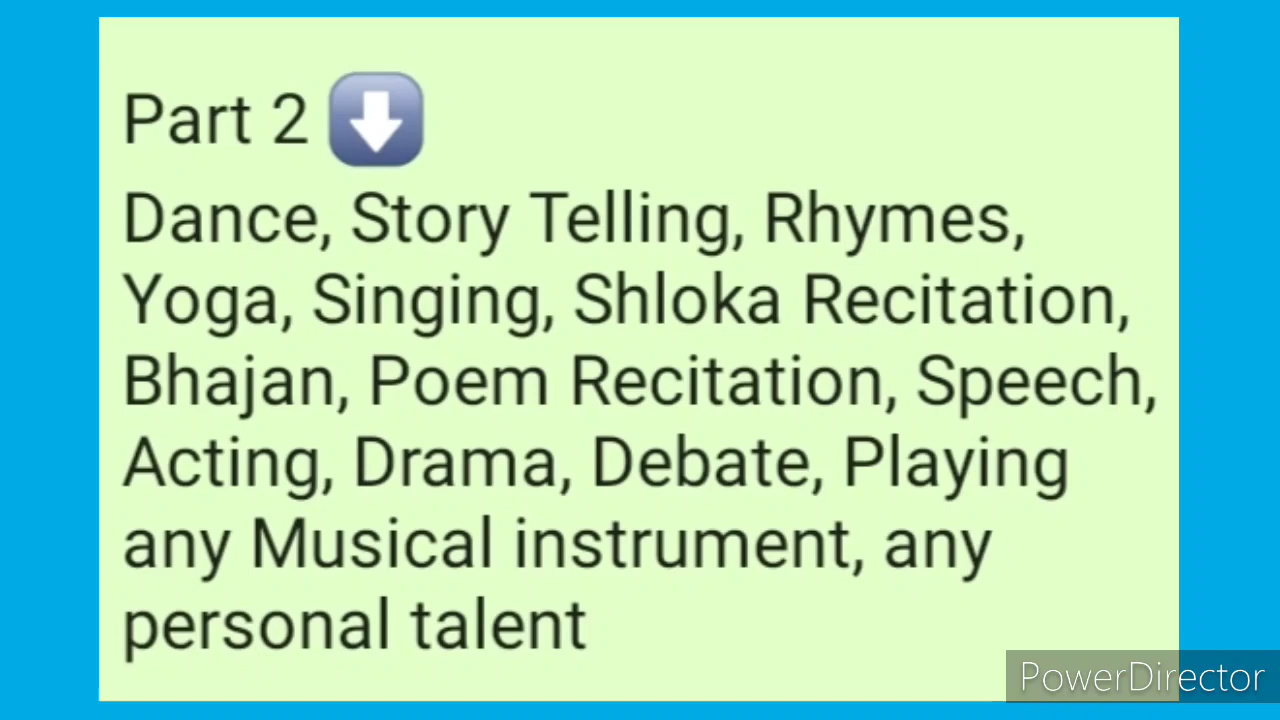 Part 2 ⬇
Dance, Story Telling, Rhymes,
Yoga, Singing, Shloka Recitation,
Bhajan, Poem Recitation, Speech,
Acting, Drama, Debate, Playing
any Musical instrument, any
personal talent
PowerDirector